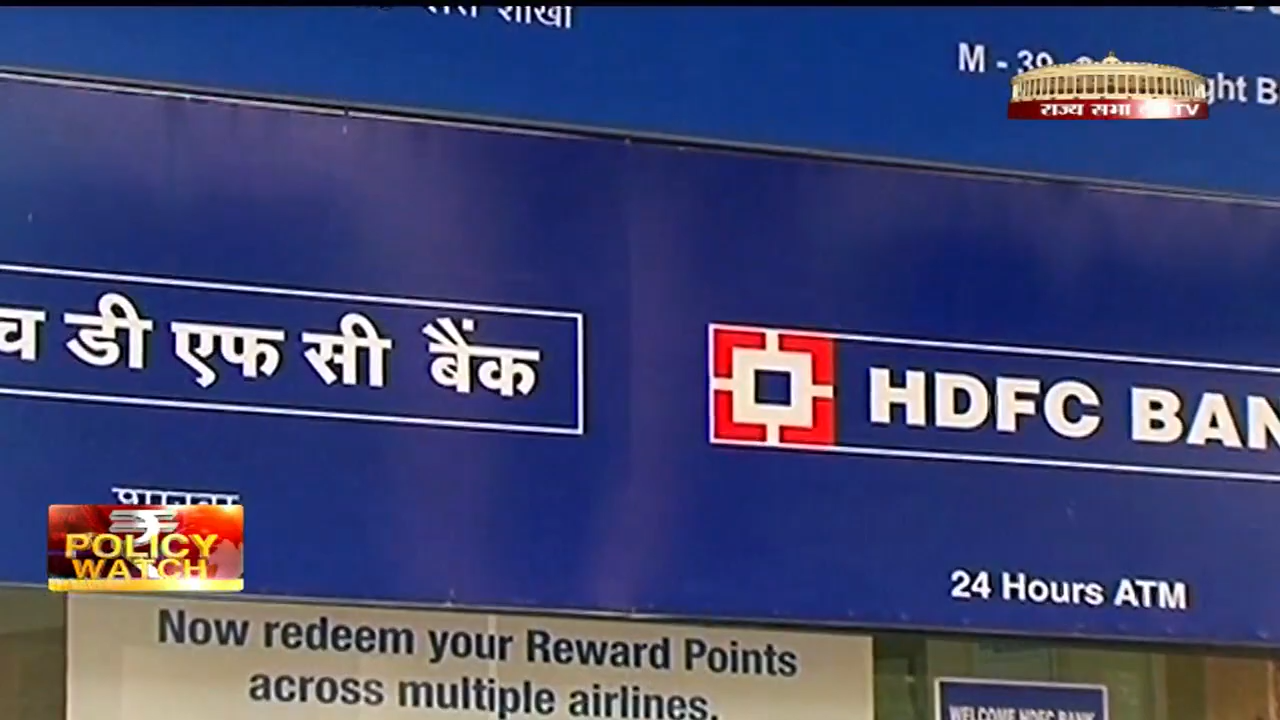 शाखा
M - 39
ght B
राज्य सभा TV
च डी एफ सी बैंक
HDFC BAN
POLICY
WATCH
24 Hours ATM
Now redeem your Reward Points
across multiple airlines.
WELCOME HDFC BANK